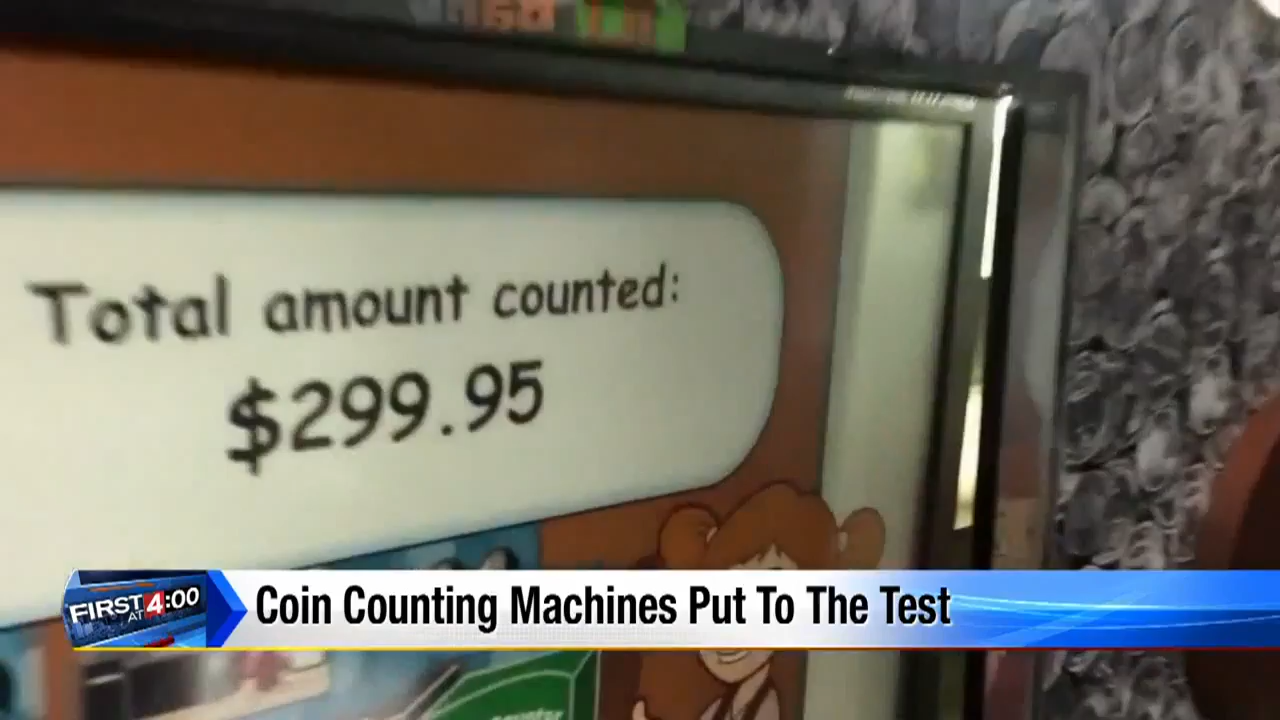 Total amount counted:
$299.95
FIRST AT 4:00
Coin Counting Machines Put To The Test